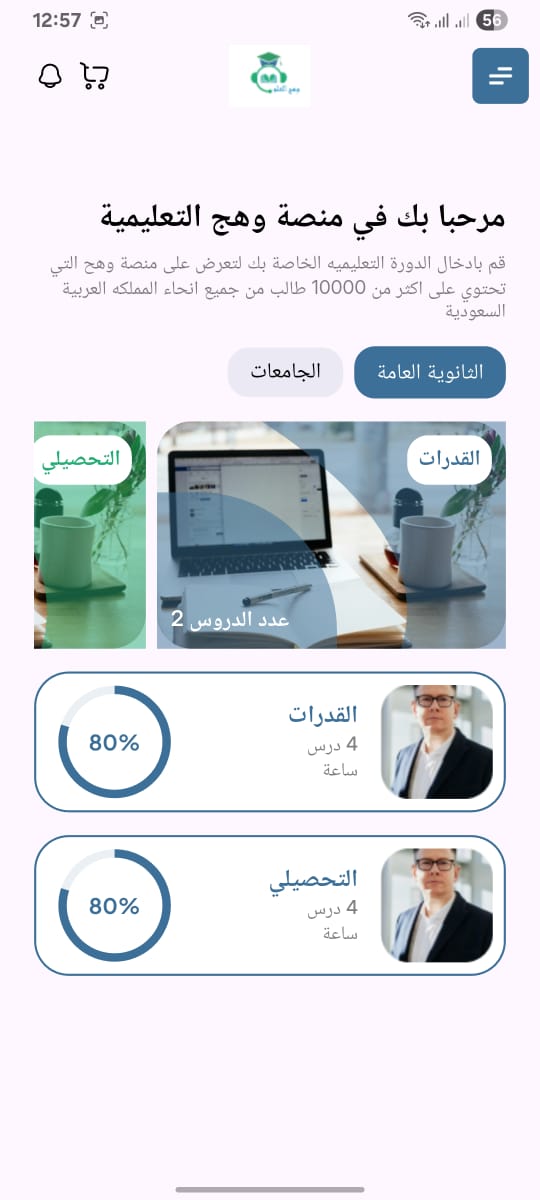 12:57
56
مرحبا بك في منصة وهج التعليمية
قم بادخال الدورة التعليميه الخاصة بك لتعرض على منصة وهح التي
تحتوي على اكثر من 10000 طالب من جميع انحاء المملكه العربية
السعودية
الثانوية العامة
الجامعات
القدرات
التحصيلي
عدد الدروس 2
القدرات
4 درس
ساعة
80%
التحصيلي
4 درس
ساعة
80%